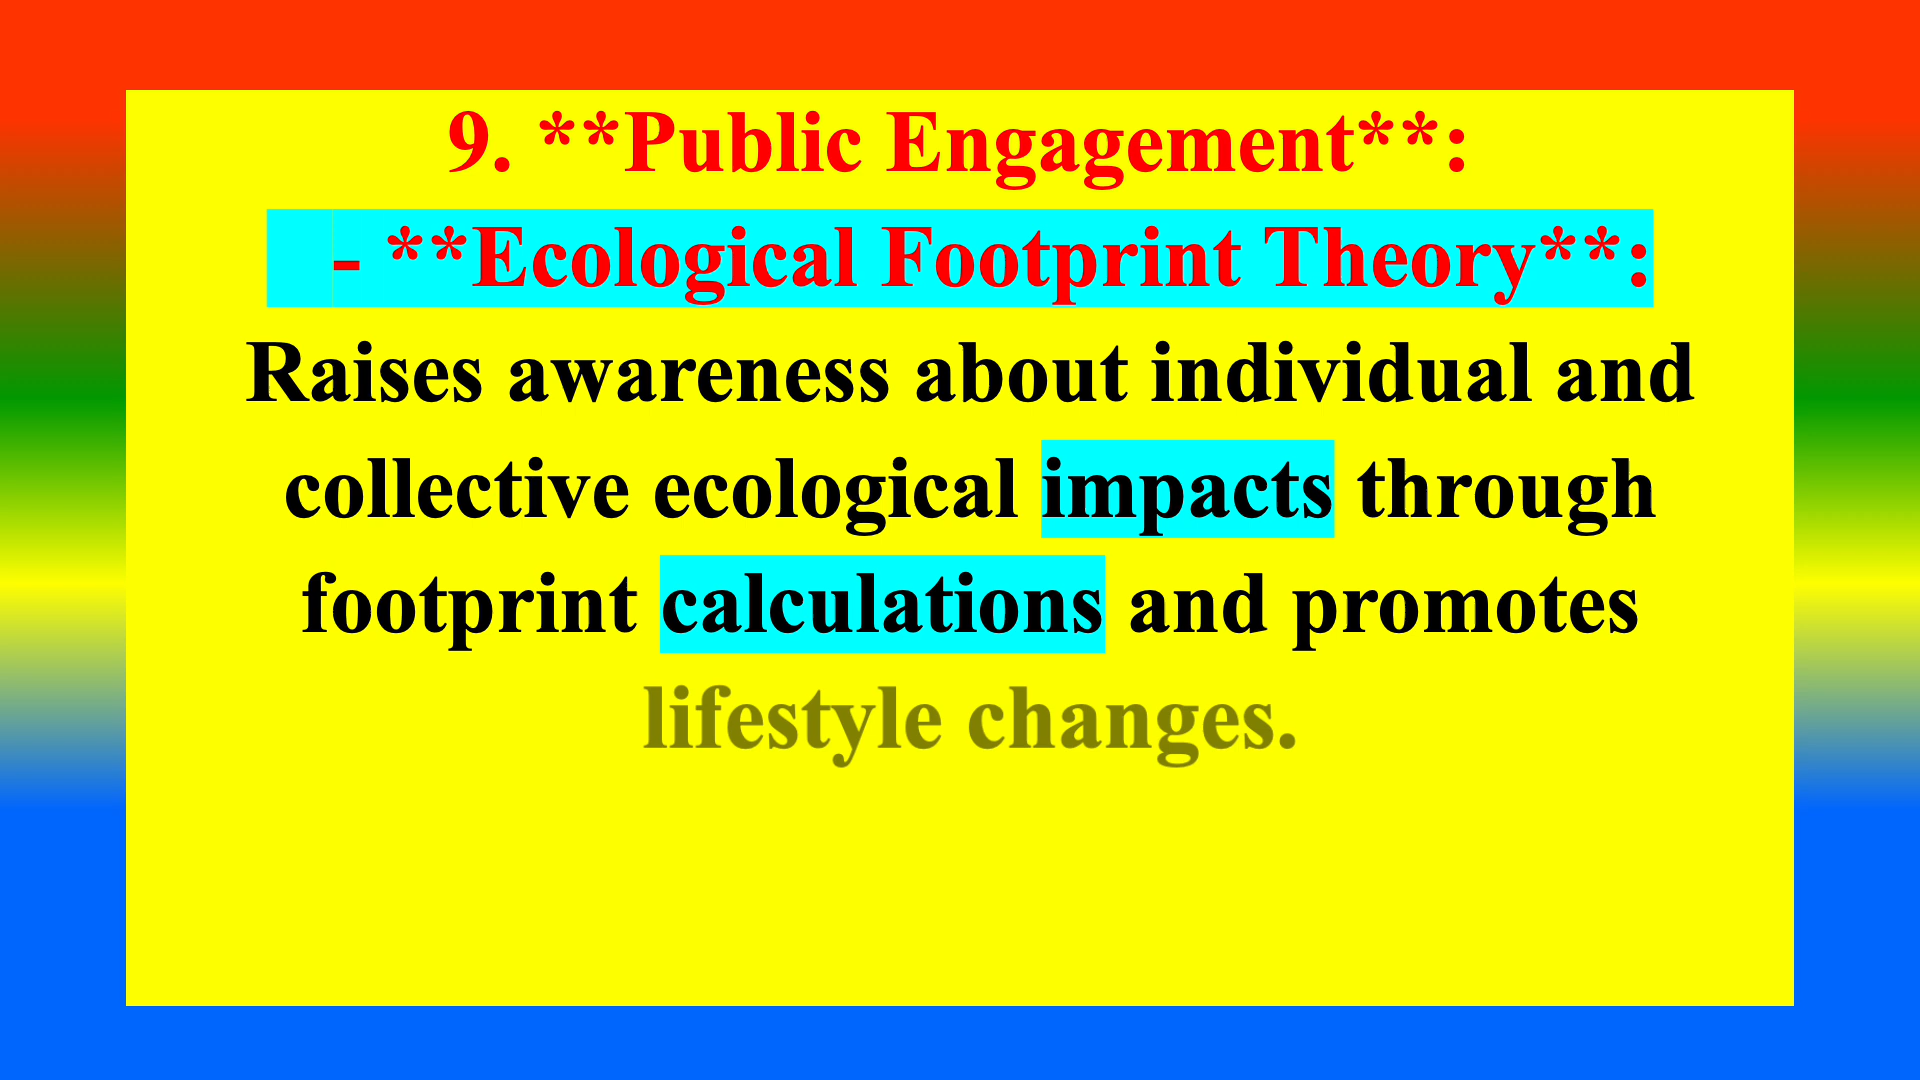 9. **Public Engagement**:
- **Ecological Footprint Theory**:
Raises awareness about individual and
collective ecological impacts through
footprint calculations and promotes
lifestyle changes.